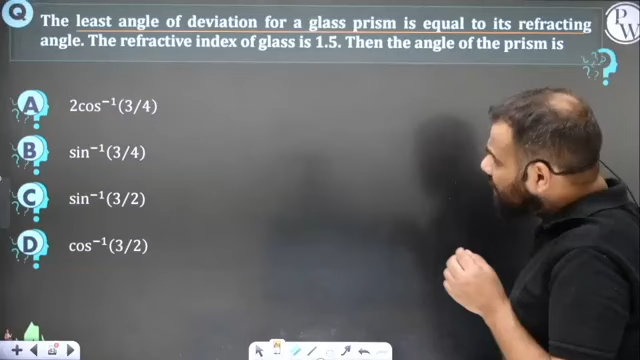 Q The least angle of deviation for a glass prism is equal to its refracting
angle. The refractive index of glass is 1.5. Then the angle of the prism is
PW
A 2cos⁻¹(3/4)
B sin⁻¹(3/4)
C sin⁻¹(3/2)
D cos⁻¹(3/2)